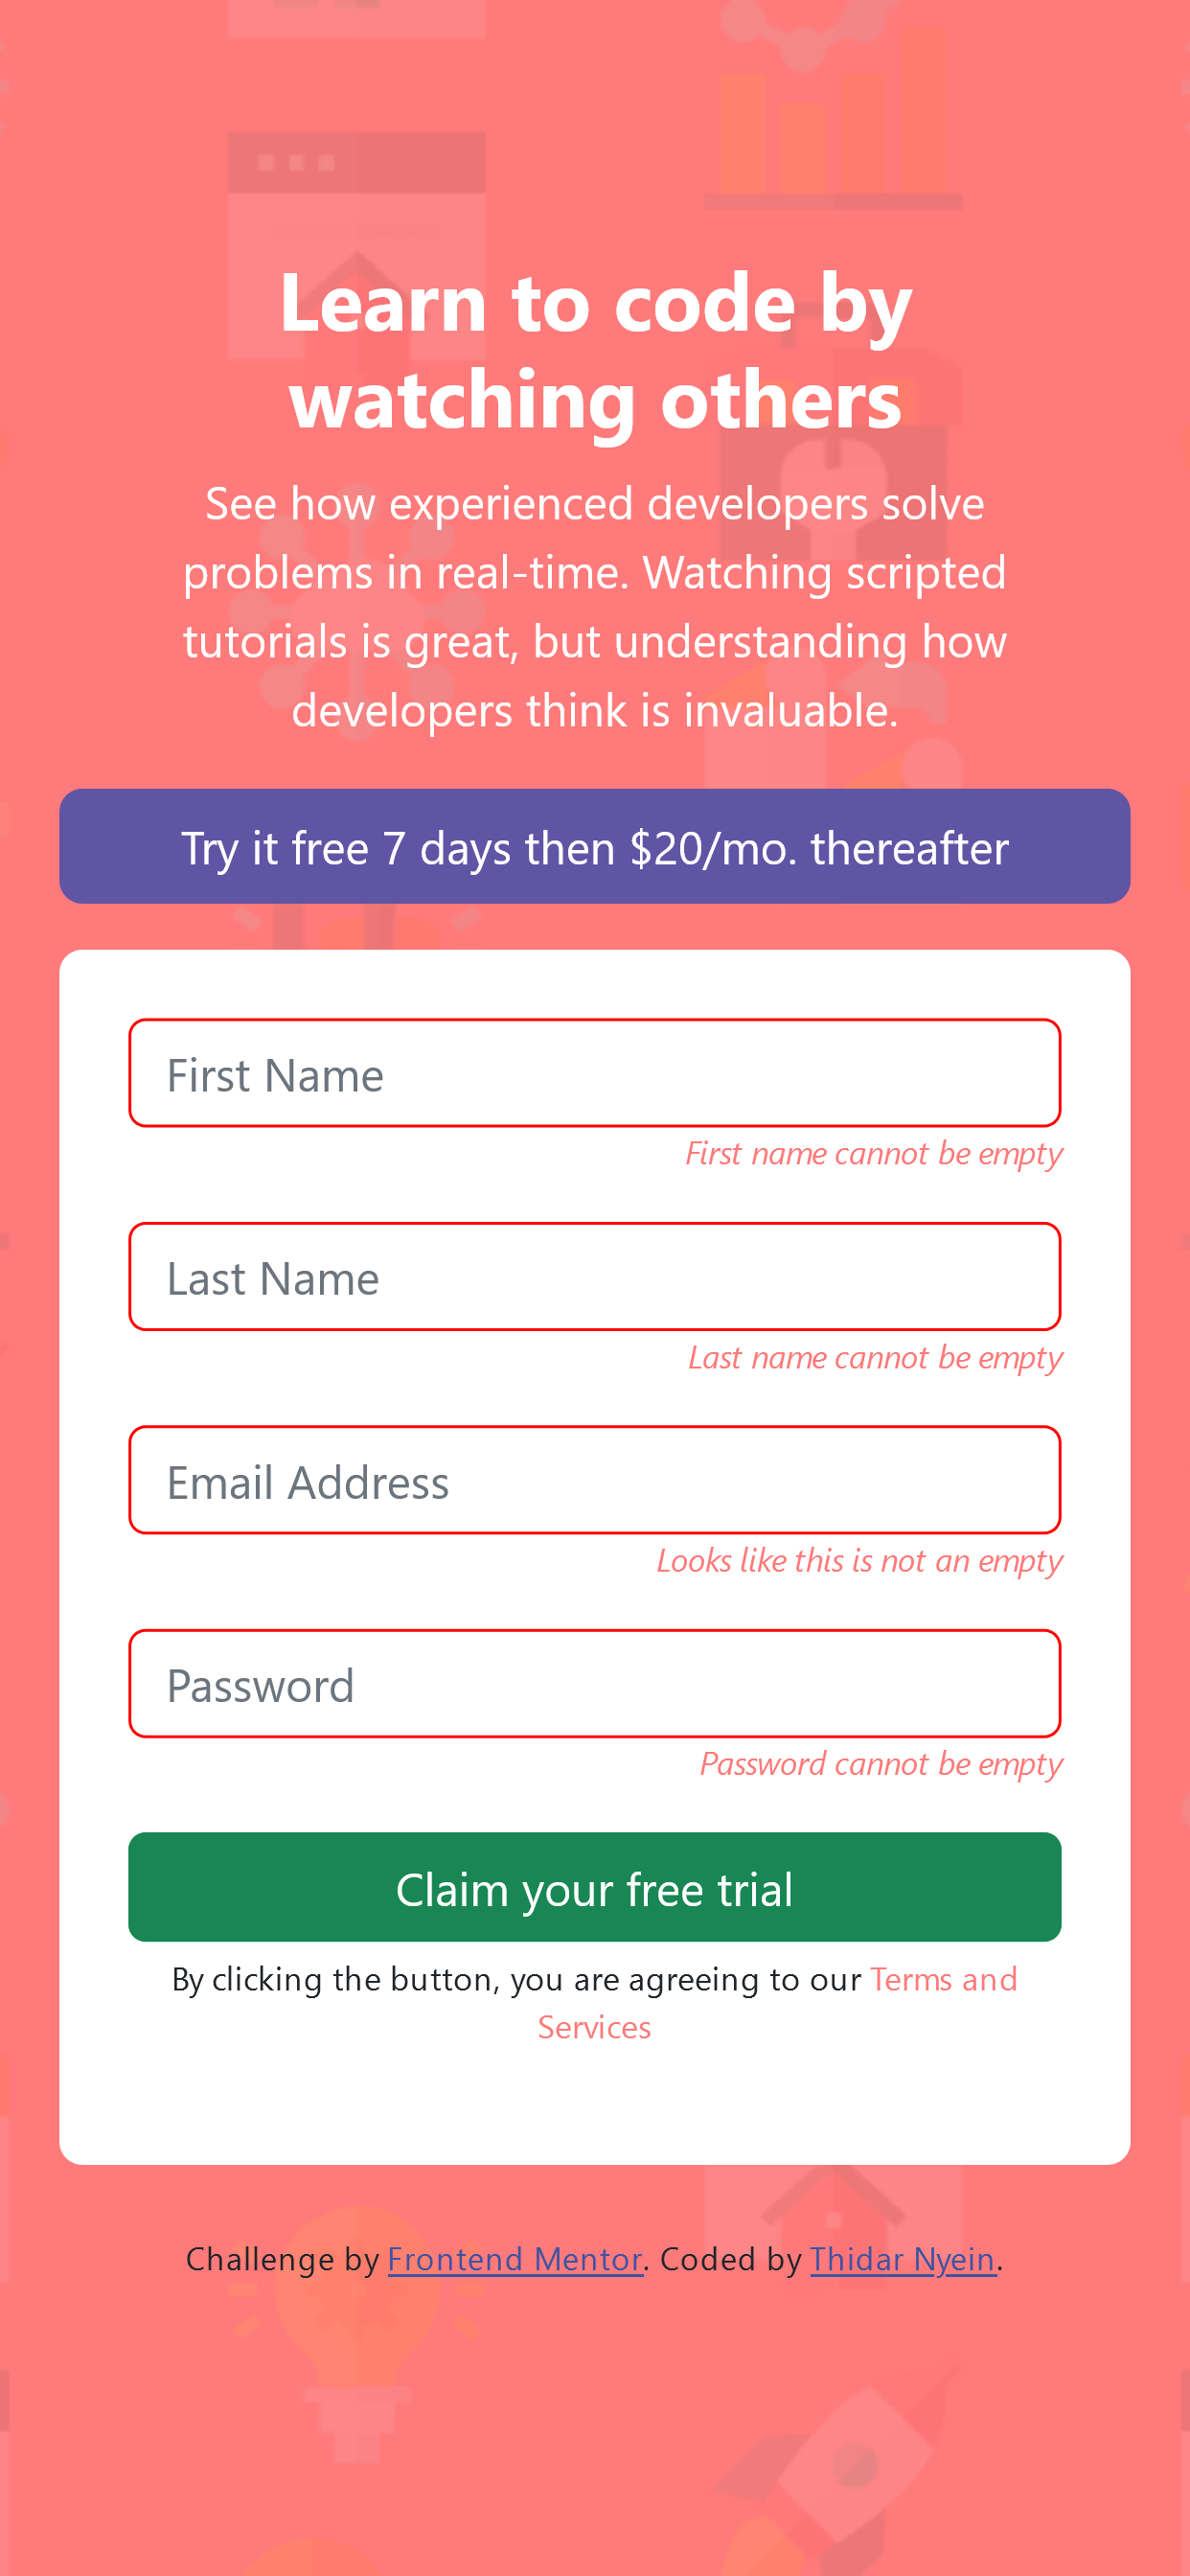 Learn to code by
watching others
See how experienced developers solve
problems in real-time. Watching scripted
tutorials is great, but understanding how
developers think is invaluable.
Try it free 7 days then $20/mo. thereafter
First Name
First name cannot be empty
Last Name
Last name cannot be empty
Email Address
Looks like this is not an empty
Password
Password cannot be empty
Claim your free trial
By clicking the button, you are agreeing to our Terms and
Services
Challenge by Frontend Mentor. Coded by Thidar Nyein.